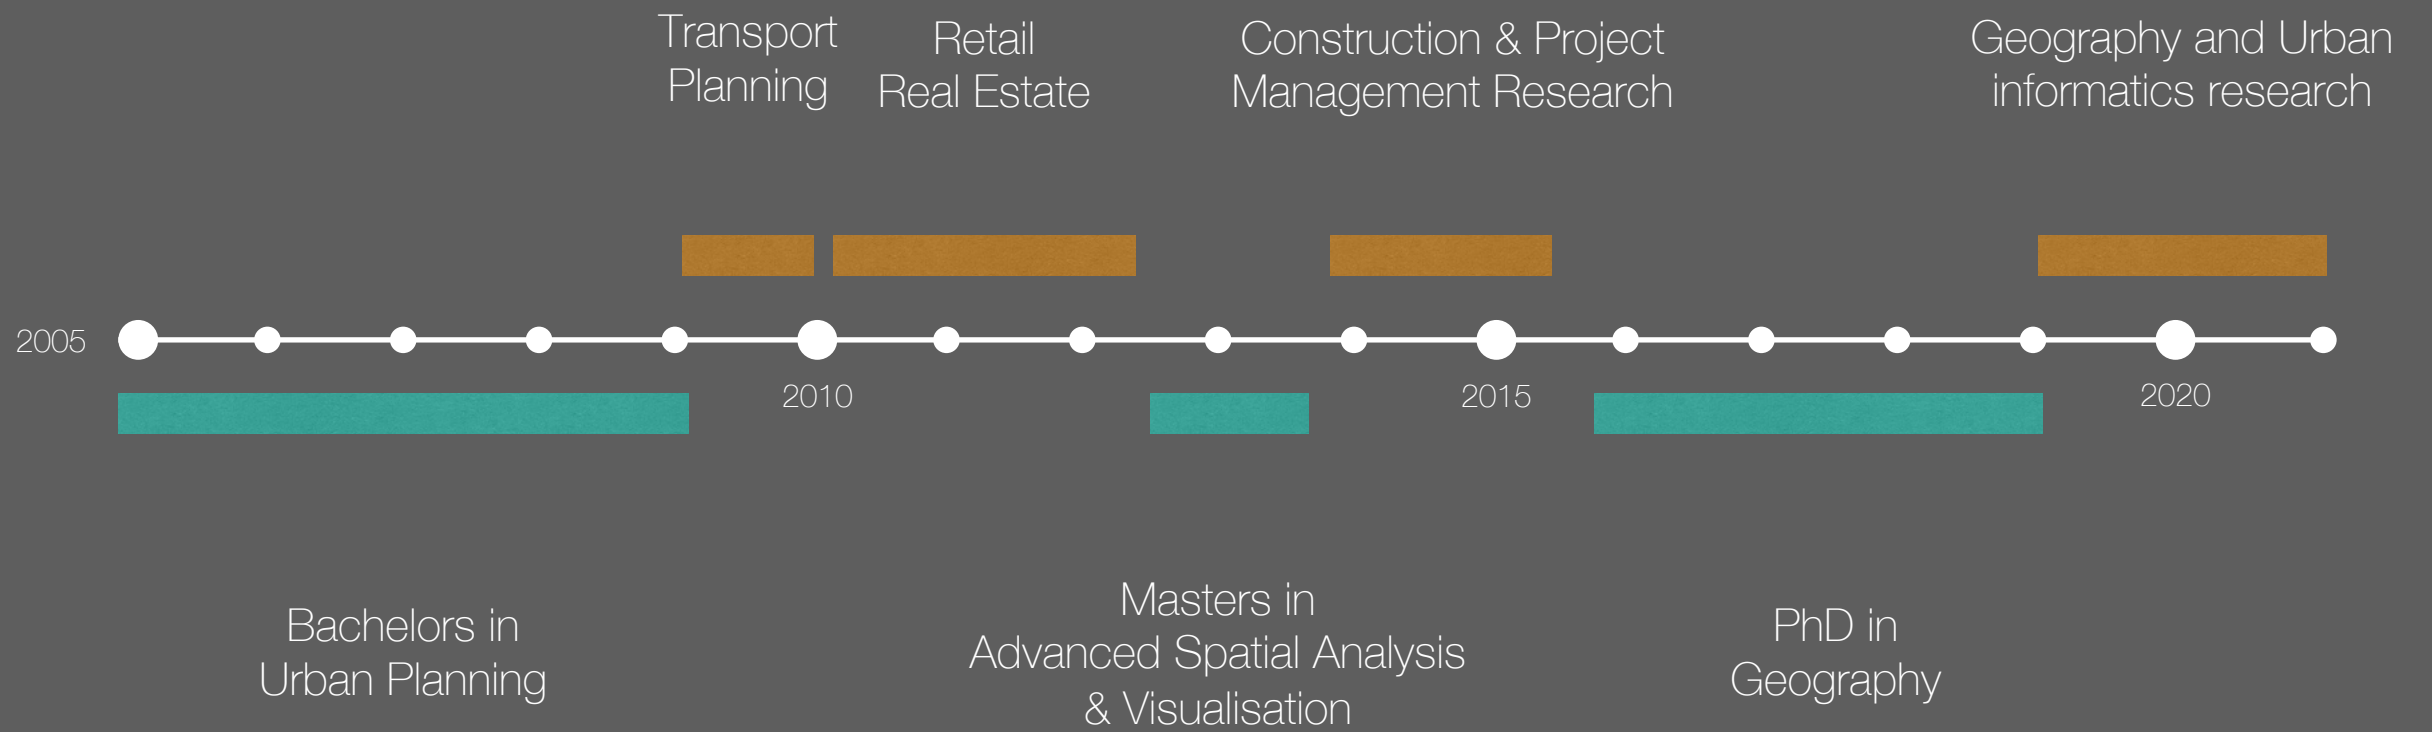 Transport
Planning
Retail
Real Estate
Construction & Project
Management Research
Geography and Urban
informatics research
2005
2010
2015
2020
Bachelors in
Urban Planning
Masters in
Advanced Spatial Analysis
& Visualisation
PhD in
Geography